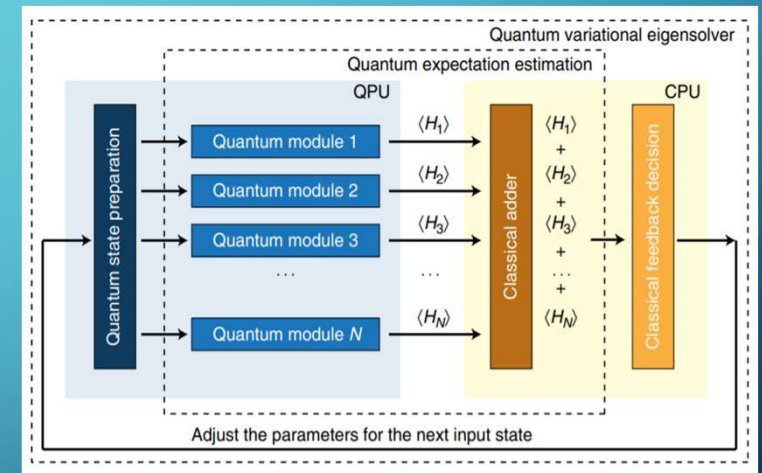 Quantum variational eigensolver
Quantum expectation estimation
QPU
CPU
Quantum state preparation
Quantum module 1
Quantum module 2
Quantum module 3
...
Quantum module N
⟨H₁⟩
⟨H₂⟩
⟨H₃⟩
...
⟨H_N⟩
Classical adder
⟨H₁⟩
+
⟨H₂⟩
+
⟨H₃⟩
+
...
+
⟨H_N⟩
Classical feedback decision
Adjust the parameters for the next input state